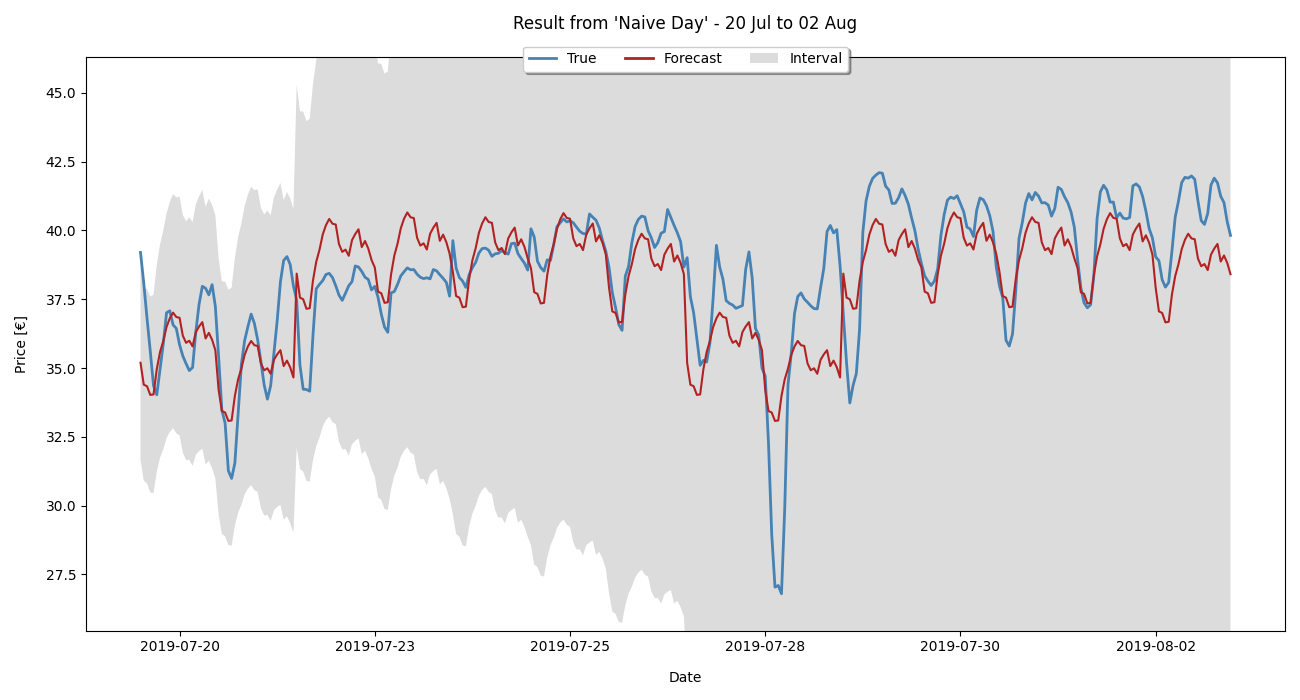 Result from 'Naive Day' - 20 Jul to 02 Aug
True Forecast Interval
45.0
42.5
40.0
37.5
35.0
32.5
30.0
27.5
Price [€]
2019-07-20 2019-07-23 2019-07-25 2019-07-28 2019-07-30 2019-08-02
Date